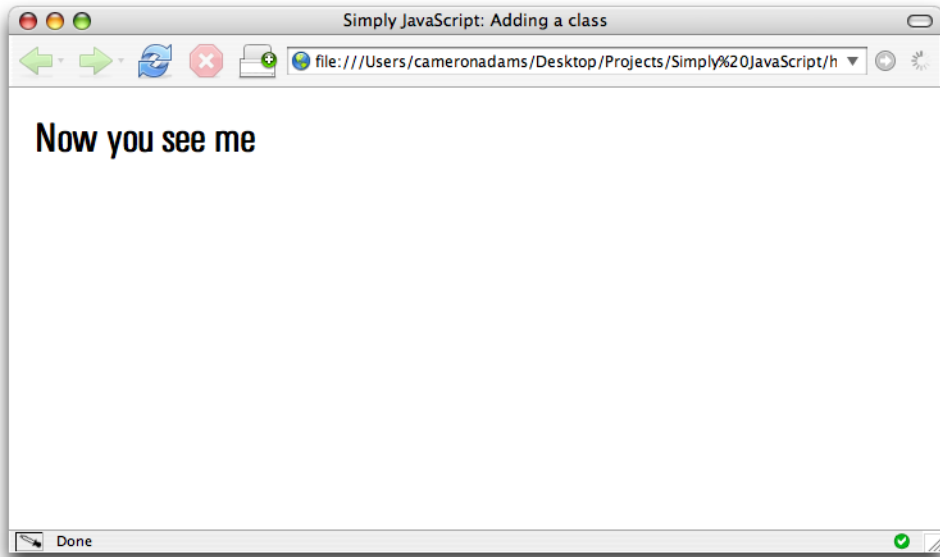 Simply JavaScript: Adding a class
file:///Users/cameronadams/Desktop/Projects/Simply%20JavaScript/h
Now you see me
Done